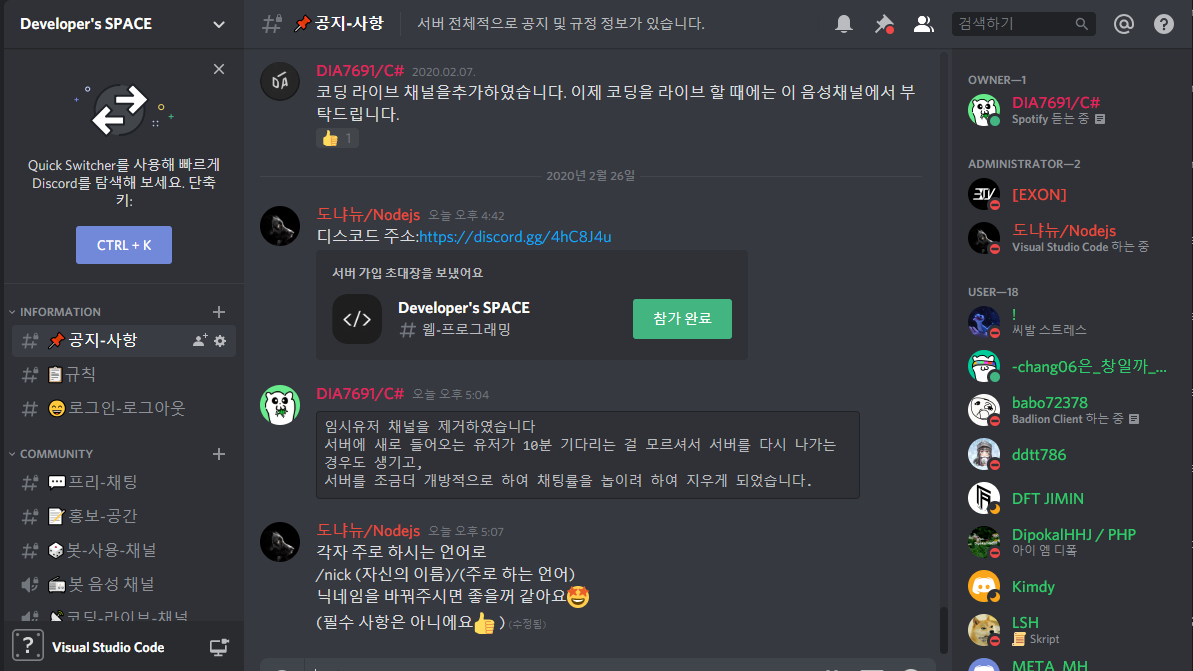 Developer's SPACE
Quick Switcher를 사용해 빠르게
Discord를 탐색해 보세요. 단축
키:
CTRL + K
INFORMATION
공지-사항
규칙
로그인-로그아웃
COMMUNITY
프리-채팅
홍보-공간
봇-사용-채널
봇 음성 채널
코딩-라이브-채널
?
Visual Studio Code
공지-사항
서버 전체적으로 공지 및 규정 정보가 있습니다.
검색하기
DIA7691/C# 2020.02.07.
코딩 라이브 채널을추가하였습니다. 이제 코딩을 라이브 할 때에는 이 음성채널에서 부
탁드립니다.
👍 1
2020년 2월 26일
도냐뉴/Nodejs 오늘 오후 4:42
디스코드 주소:https://discord.gg/4hC8J4u
서버 가입 초대장을 보냈어요
</>
Developer's SPACE
# 웹-프로그래밍
참가 완료
DIA7691/C# 오늘 오후 5:04
임시유저 채널을 제거하였습니다
서버에 새로 들어오는 유저가 10분 기다리는 걸 모르셔서 서버를 다시 나가는
경우도 생기고,
서버를 조금더 개방적으로 하여 채팅률을 높이려 하여 지우게 되었습니다.
도냐뉴/Nodejs 오늘 오후 5:07
각자 주로 하시는 언어로
/nick (자신의 이름)/(주로 하는 언어)
닉네임을 바꿔주시면 좋을꺼 같아요🤩
(필수 사항은 아니에요👍 ) (수정됨)
OWNER—1
DIA7691/C#
Spotify 듣는 중
ADMINISTRATOR—2
[EXON]
도냐뉴/Nodejs
Visual Studio Code 하는 중
USER—18
!
씨발 스트레스
-chang06은_창일까_...
babo72378
Badlion Client 하는 중
ddtt786
DFT JIMIN
DipokalHHJ / PHP
아이 엠 디폭
Kimdy
LSH
Skript
META_MH